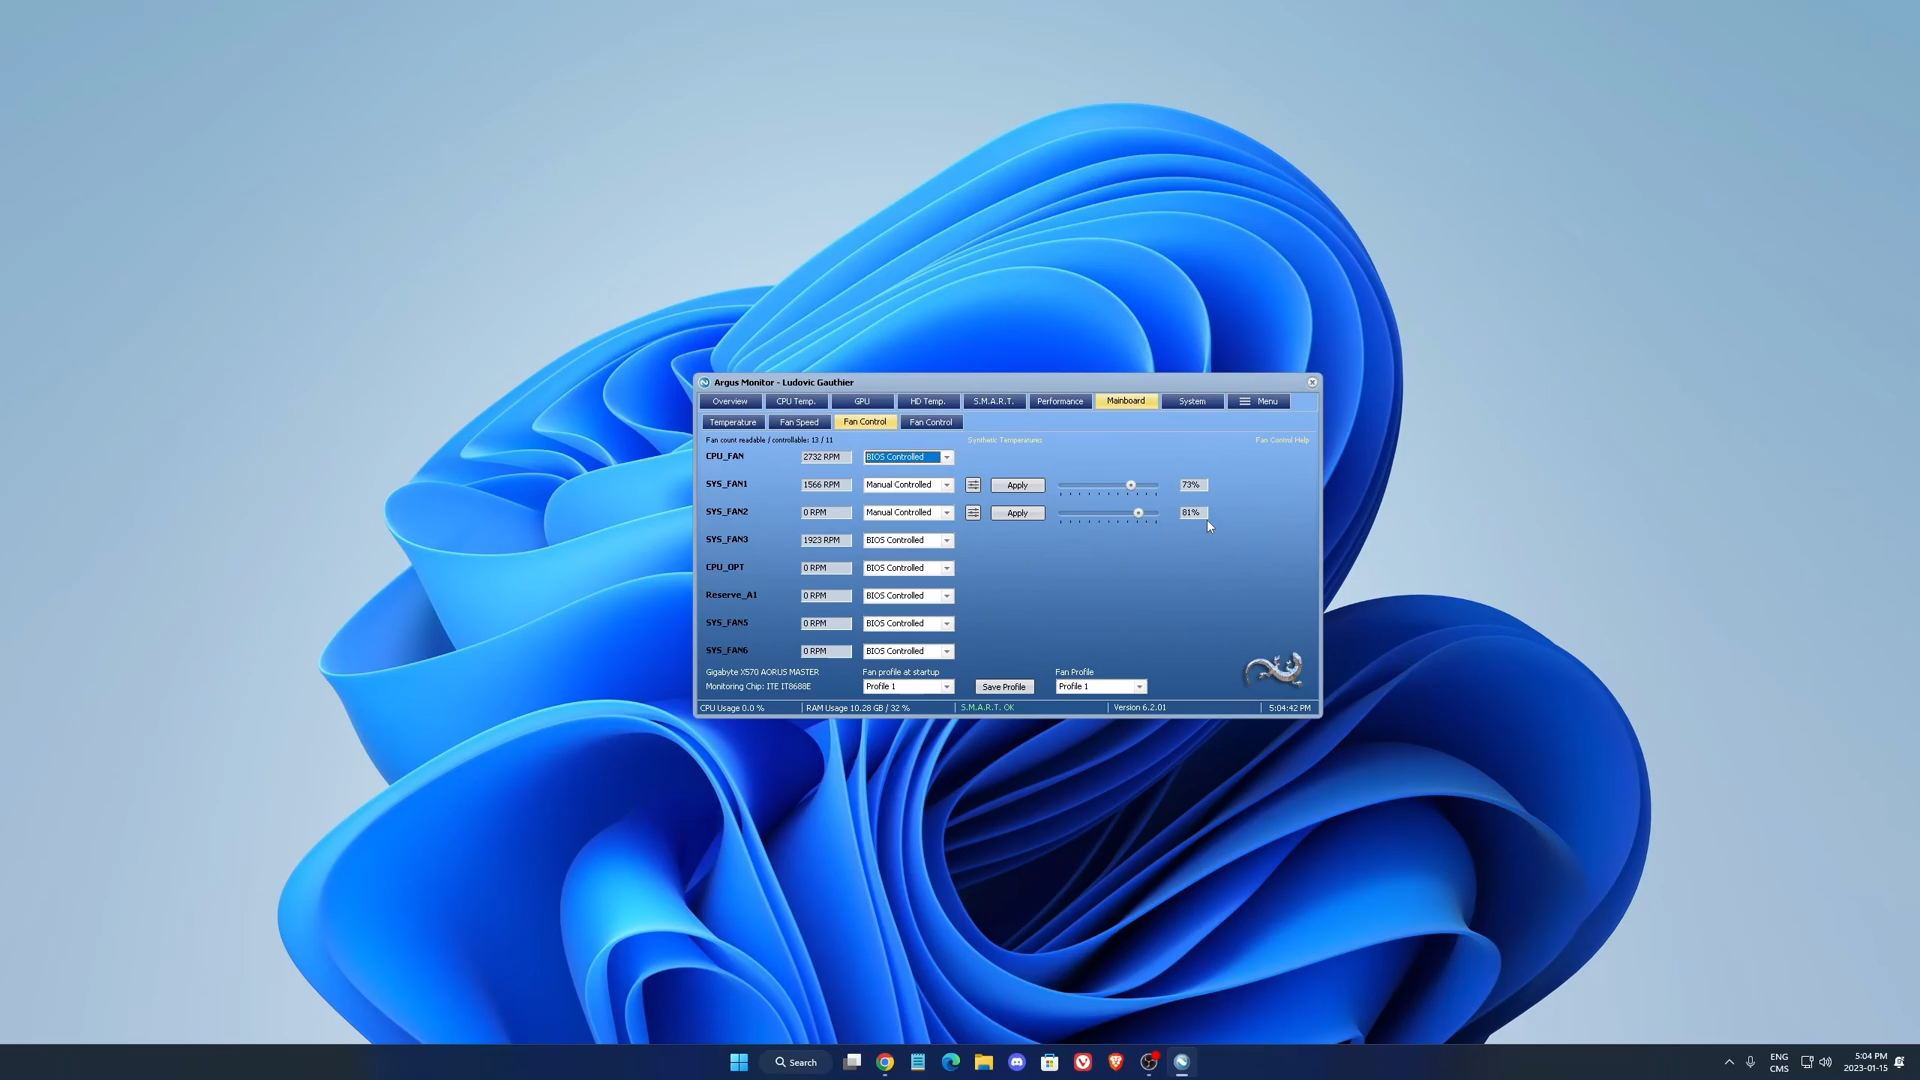 Argus Monitor - Ludovic Gauthier
Overview CPU Temp. GPU HD Temp. S.M.A.R.T. Performance Mainboard System Menu
Temperature Fan Speed Fan Control Fan Control
Fan count readable / controllable: 13 / 11 Synthetic Temperatures Fan Control Help
CPU_FAN 2732 RPM BIOS Controlled
SYS_FAN1 1566 RPM Manual Controlled Apply 73%
SYS_FAN2 0 RPM Manual Controlled Apply 81%
SYS_FAN3 1923 RPM BIOS Controlled
CPU_OPT 0 RPM BIOS Controlled
Reserve_A1 0 RPM BIOS Controlled
SYS_FAN5 0 RPM BIOS Controlled
SYS_FAN6 0 RPM BIOS Controlled
Gigabyte X570 AORUS MASTER Fan profile at startup Fan Profile
Monitoring Chip: ITE IT8688E Profile 1 Save Profile Profile 1
CPU Usage 0.0 % RAM Usage 10.28 GB / 32 % S.M.A.R.T. OK Version 6.2.01 5:04:42 PM
Search ENG 5:04 PM
CMS 2023-01-15